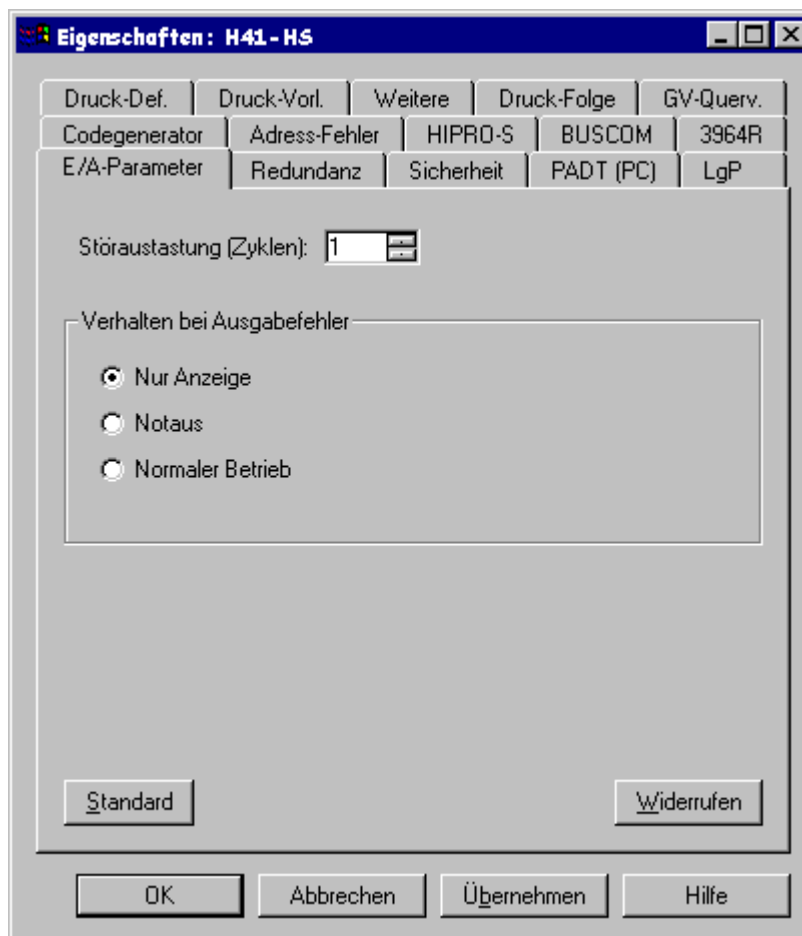 Eigenschaften: H41-HS
Druck-Def. Druck-Vorl. Weitere Druck-Folge GV-Querv.
Codegenerator Adress-Fehler HIPRO-S BUSCOM 3964R
E/A-Parameter Redundanz Sicherheit PADT (PC) LgP
Störaustastung (Zyklen): 1
Verhalten bei Ausgabefehler
Nur Anzeige
Notaus
Normaler Betrieb
Standard Widerrufen
OK Abbrechen Übernehmen Hilfe